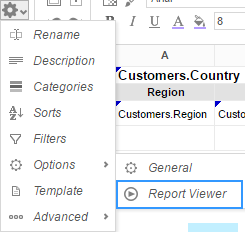 Arial
8
Rename
Description
Categories
Sorts
Filters
Options
Template
Advanced
Customers.Country
Region
Customers.Region
General
Report Viewer